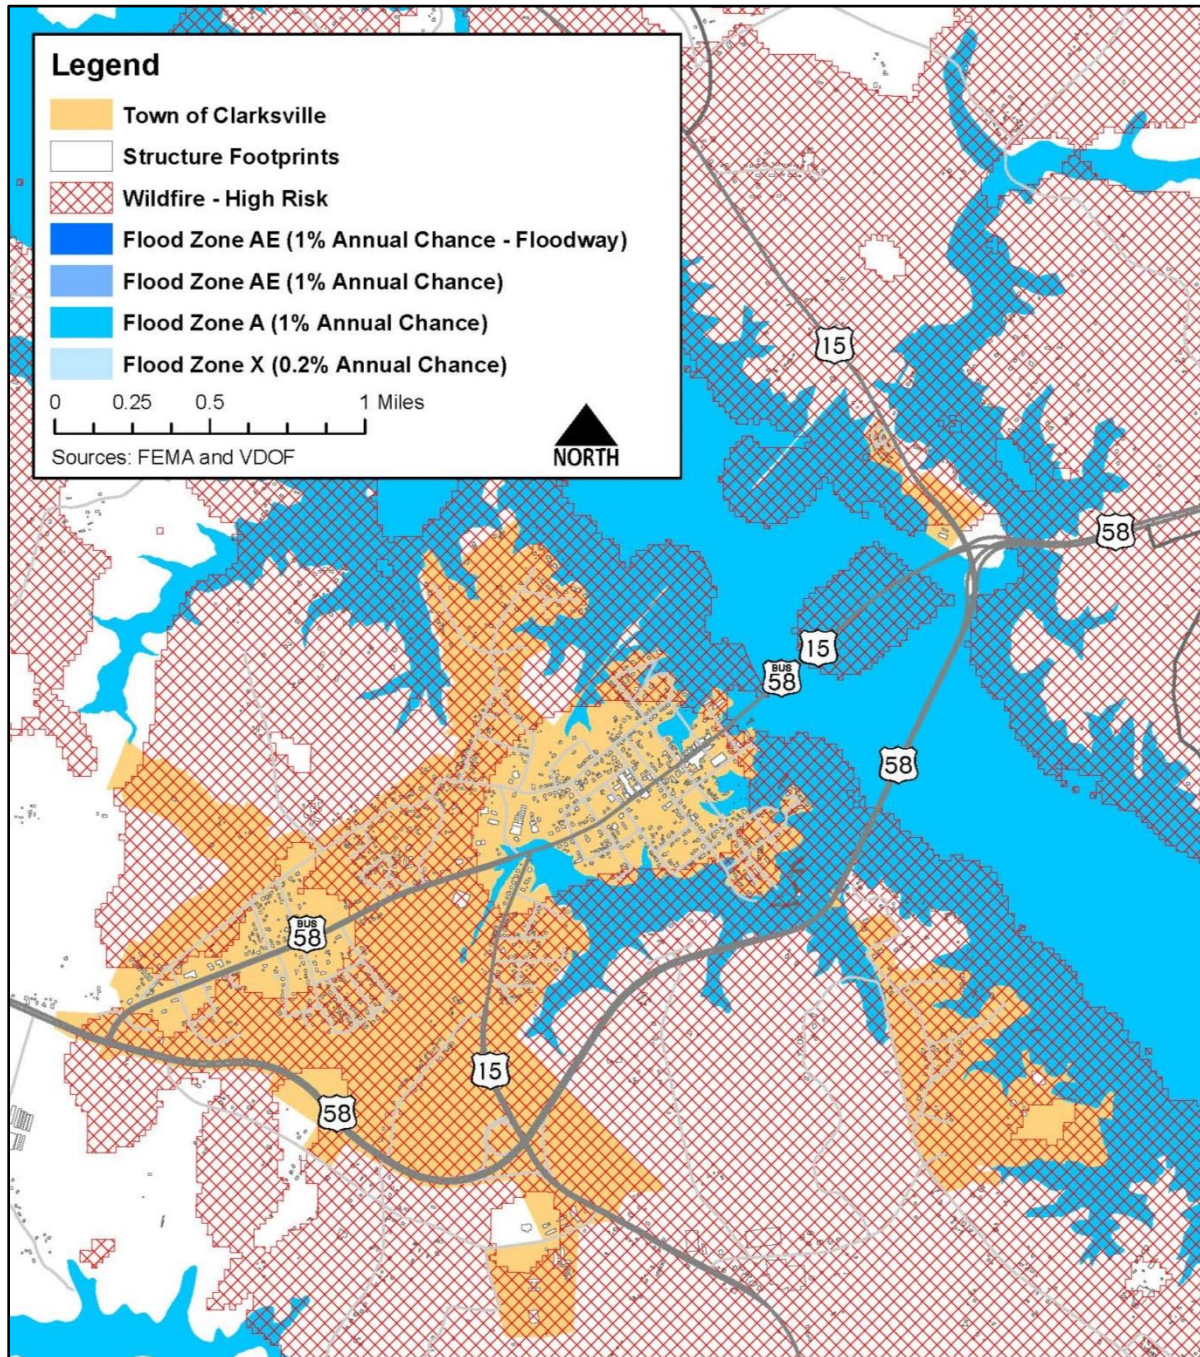 Legend
Town of Clarksville
Structure Footprints
Wildfire - High Risk
Flood Zone AE (1% Annual Chance - Floodway)
Flood Zone AE (1% Annual Chance)
Flood Zone A (1% Annual Chance)
Flood Zone X (0.2% Annual Chance)
0 0.25 0.5 1 Miles
Sources: FEMA and VDOF
NORTH
15
58
15
BUS
58
58
BUS
58
15
58